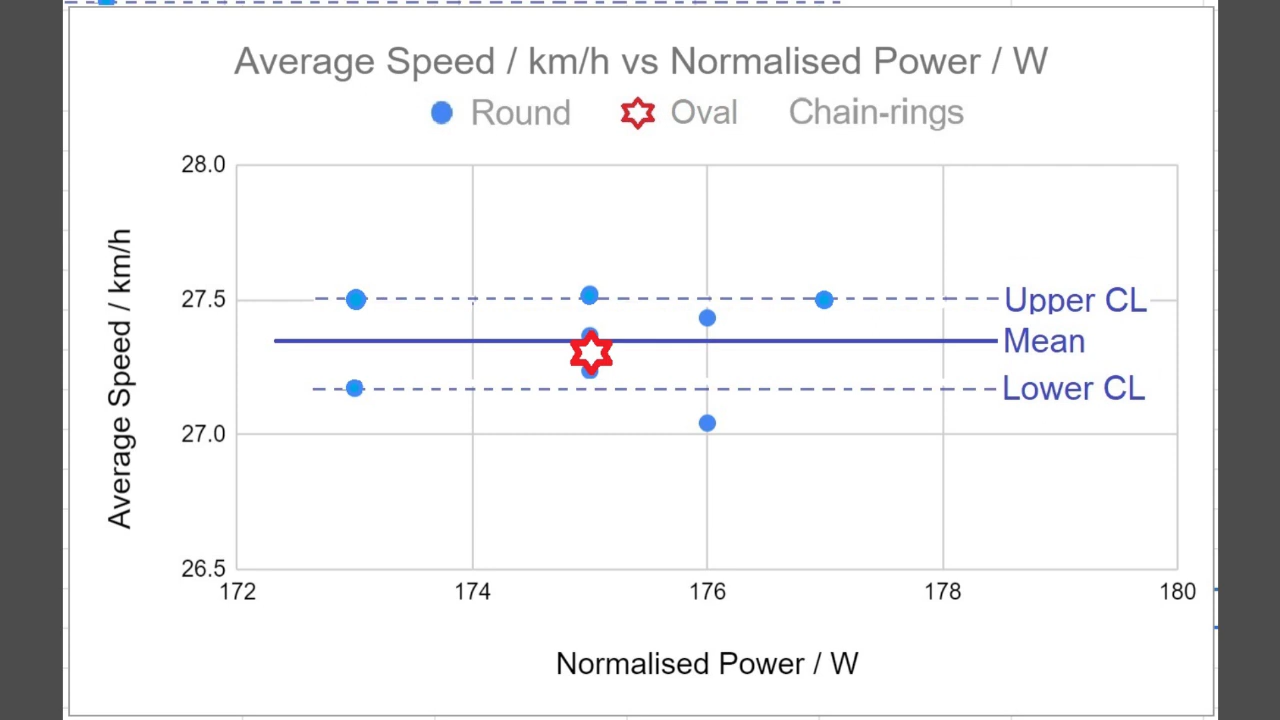 Average Speed / km/h vs Normalised Power / W
Round Oval Chain-rings
28.0
27.5
27.0
26.5
Average Speed / km/h
Upper CL
Mean
Lower CL
172 174 176 178 180
Normalised Power / W